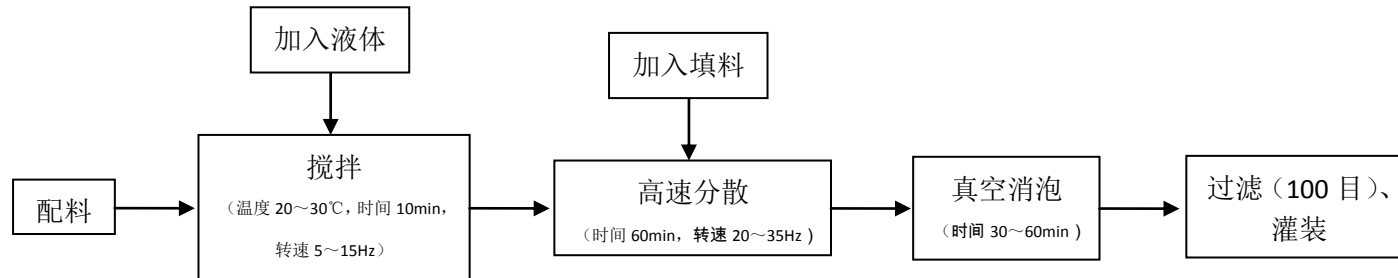 加入液体
加入填料
配料
搅拌
（温度 20～30℃，时间 10min，
转速 5～15Hz）
高速分散
（时间 60min，转速 20～35Hz）
真空消泡
（时间 30～60min）
过滤（100 目）、
灌装